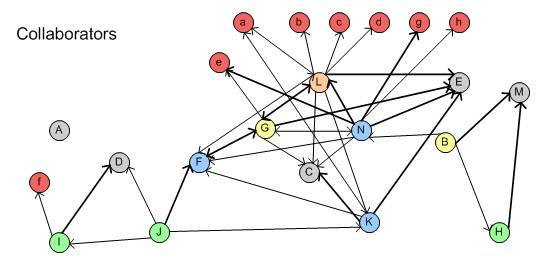 a b c d g h
Collaborators
e
L E
M
G N
A
B
D F C
f
K
I J H